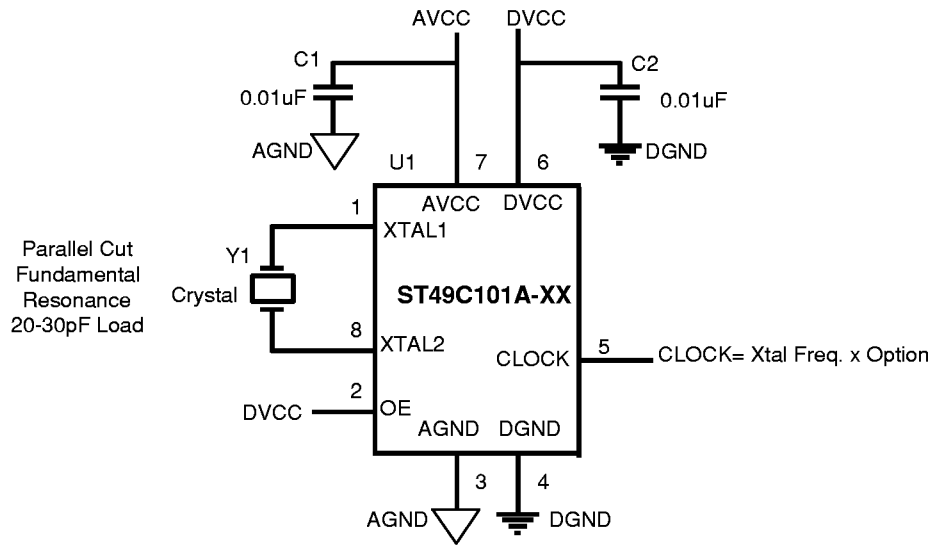 AVCC
DVCC
C1
C2
0.01uF
0.01uF
AGND
DGND
U1
7
6
AVCC
DVCC
1
XTAL1
Parallel Cut
Fundamental
Resonance
20-30pF Load
Y1
Crystal
ST49C101A-XX
8
XTAL2
CLOCK
5
CLOCK= Xtal Freq. x Option
2
DVCC
OE
AGND
DGND
3
4
AGND
DGND